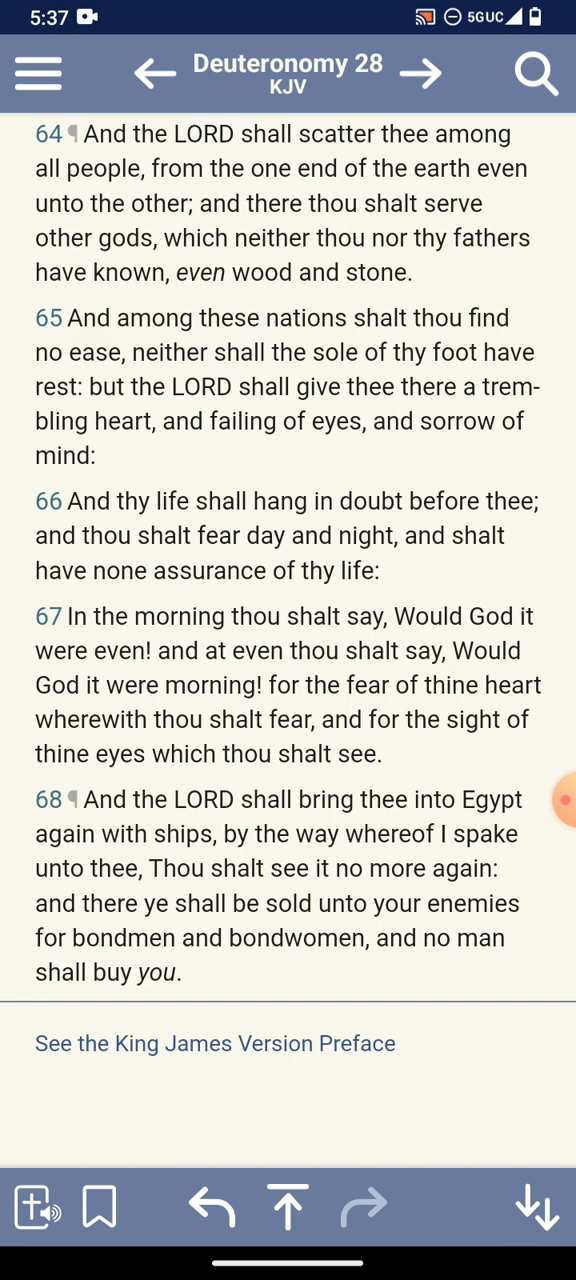 5:37
5GUC
Deuteronomy 28
KJV
64 ¶ And the LORD shall scatter thee among
all people, from the one end of the earth even
unto the other; and there thou shalt serve
other gods, which neither thou nor thy fathers
have known, even wood and stone.
65 And among these nations shalt thou find
no ease, neither shall the sole of thy foot have
rest: but the LORD shall give thee there a trem-
bling heart, and failing of eyes, and sorrow of
mind:
66 And thy life shall hang in doubt before thee;
and thou shalt fear day and night, and shalt
have none assurance of thy life:
67 In the morning thou shalt say, Would God it
were even! and at even thou shalt say, Would
God it were morning! for the fear of thine heart
wherewith thou shalt fear, and for the sight of
thine eyes which thou shalt see.
68 ¶ And the LORD shall bring thee into Egypt
again with ships, by the way whereof I spake
unto thee, Thou shalt see it no more again:
and there ye shall be sold unto your enemies
for bondmen and bondwomen, and no man
shall buy you.
See the King James Version Preface